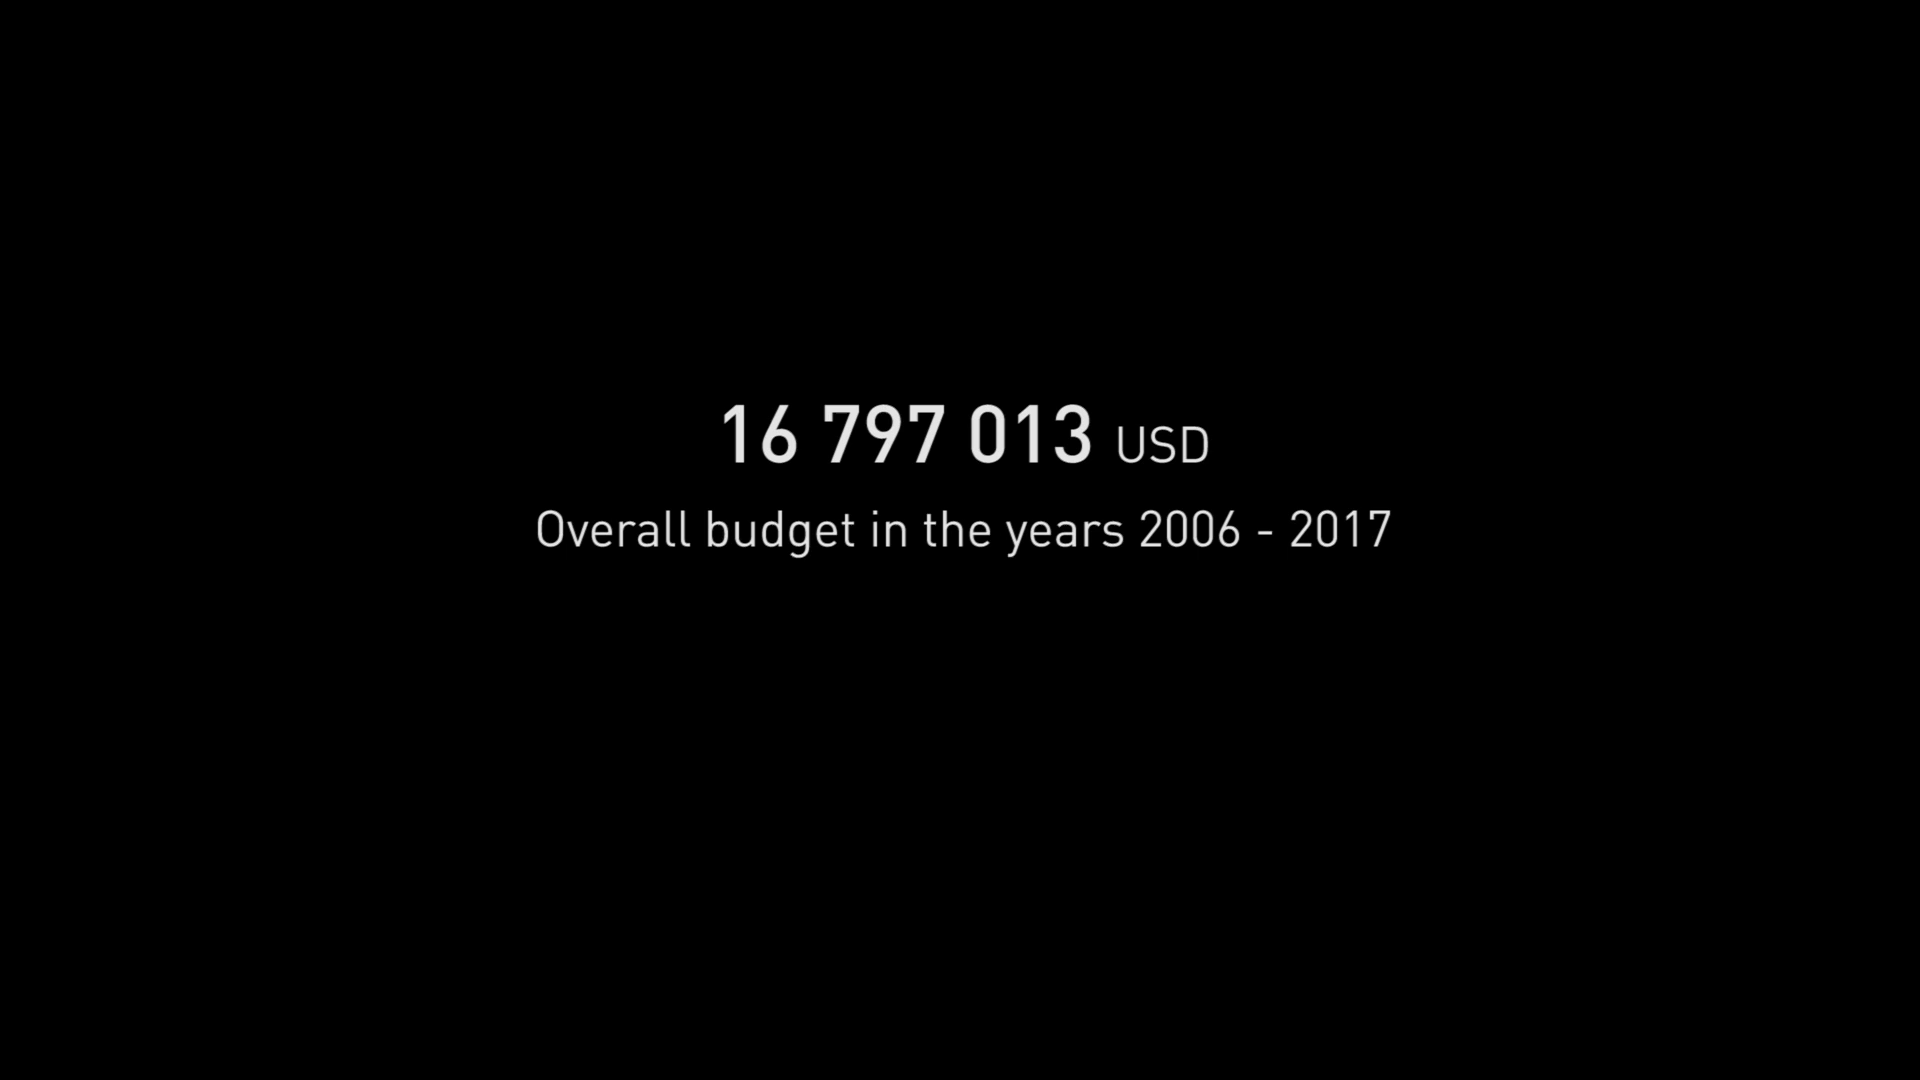 16 797 013 USD
Overall budget in the years 2006 - 2017